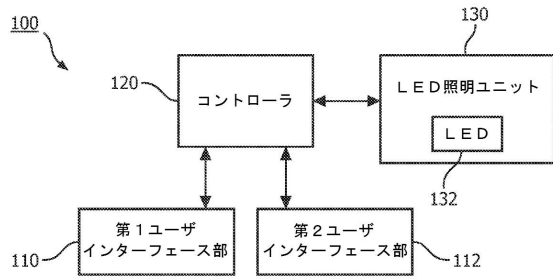 100
130
120
コントローラ
LED照明ユニット
LED
132
第1ユーザ
インターフェース部
第2ユーザ
インターフェース部
110
112